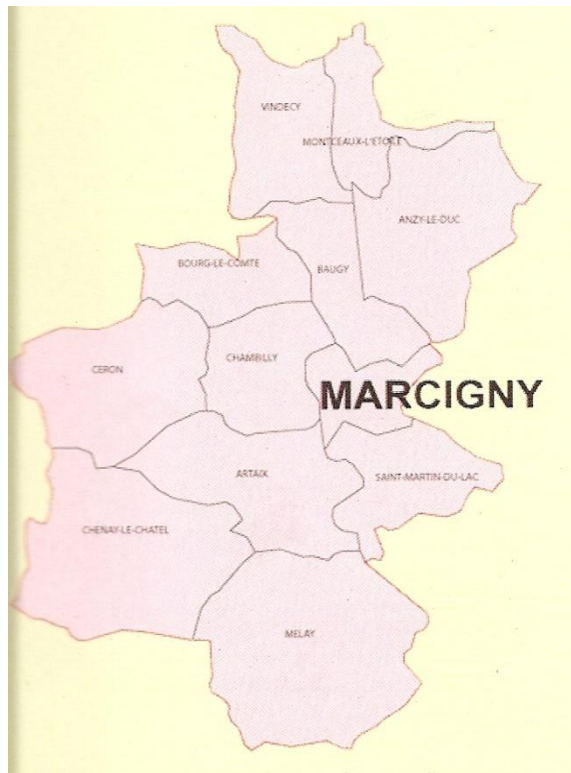 VINDECY
MONTCEAUX-L'ETOILE
ANZY-LE-DUC
BOURG-LE-COMTE
BAUGY
CHAMBILLY
CERON
MARCIGNY
ARTAIX
SAINT-MARTIN-DU-LAC
CHENAY-LE-CHATEL
MELAY